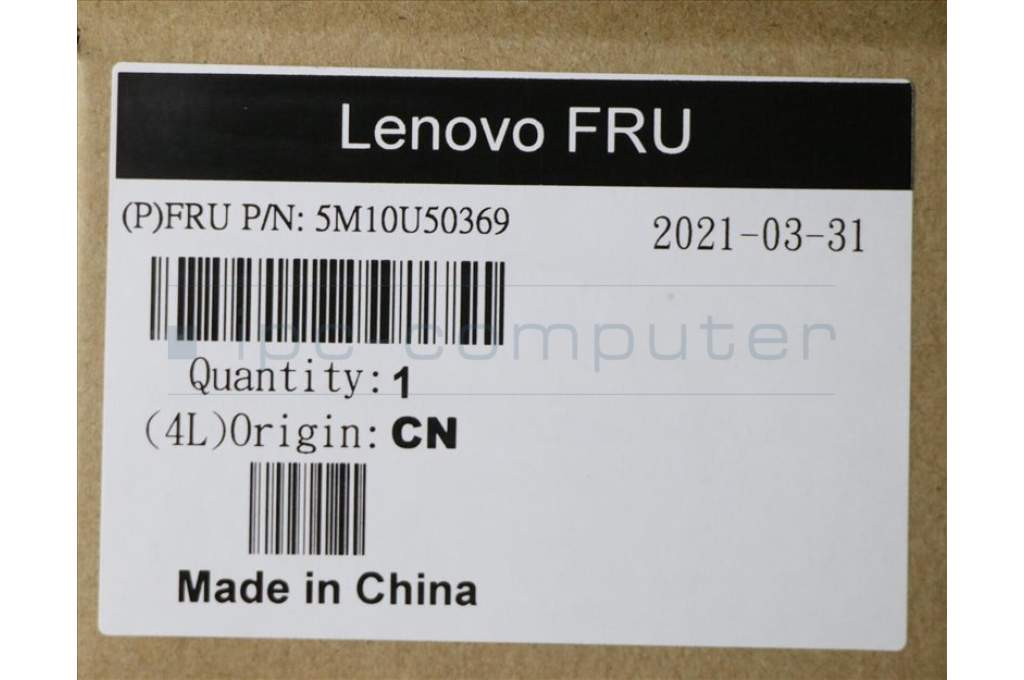 Lenovo FRU
(P)FRU P/N: 5M10U50369
2021-03-31
ipc computer
Quantity: 1
(4L)Origin: CN
Made in China